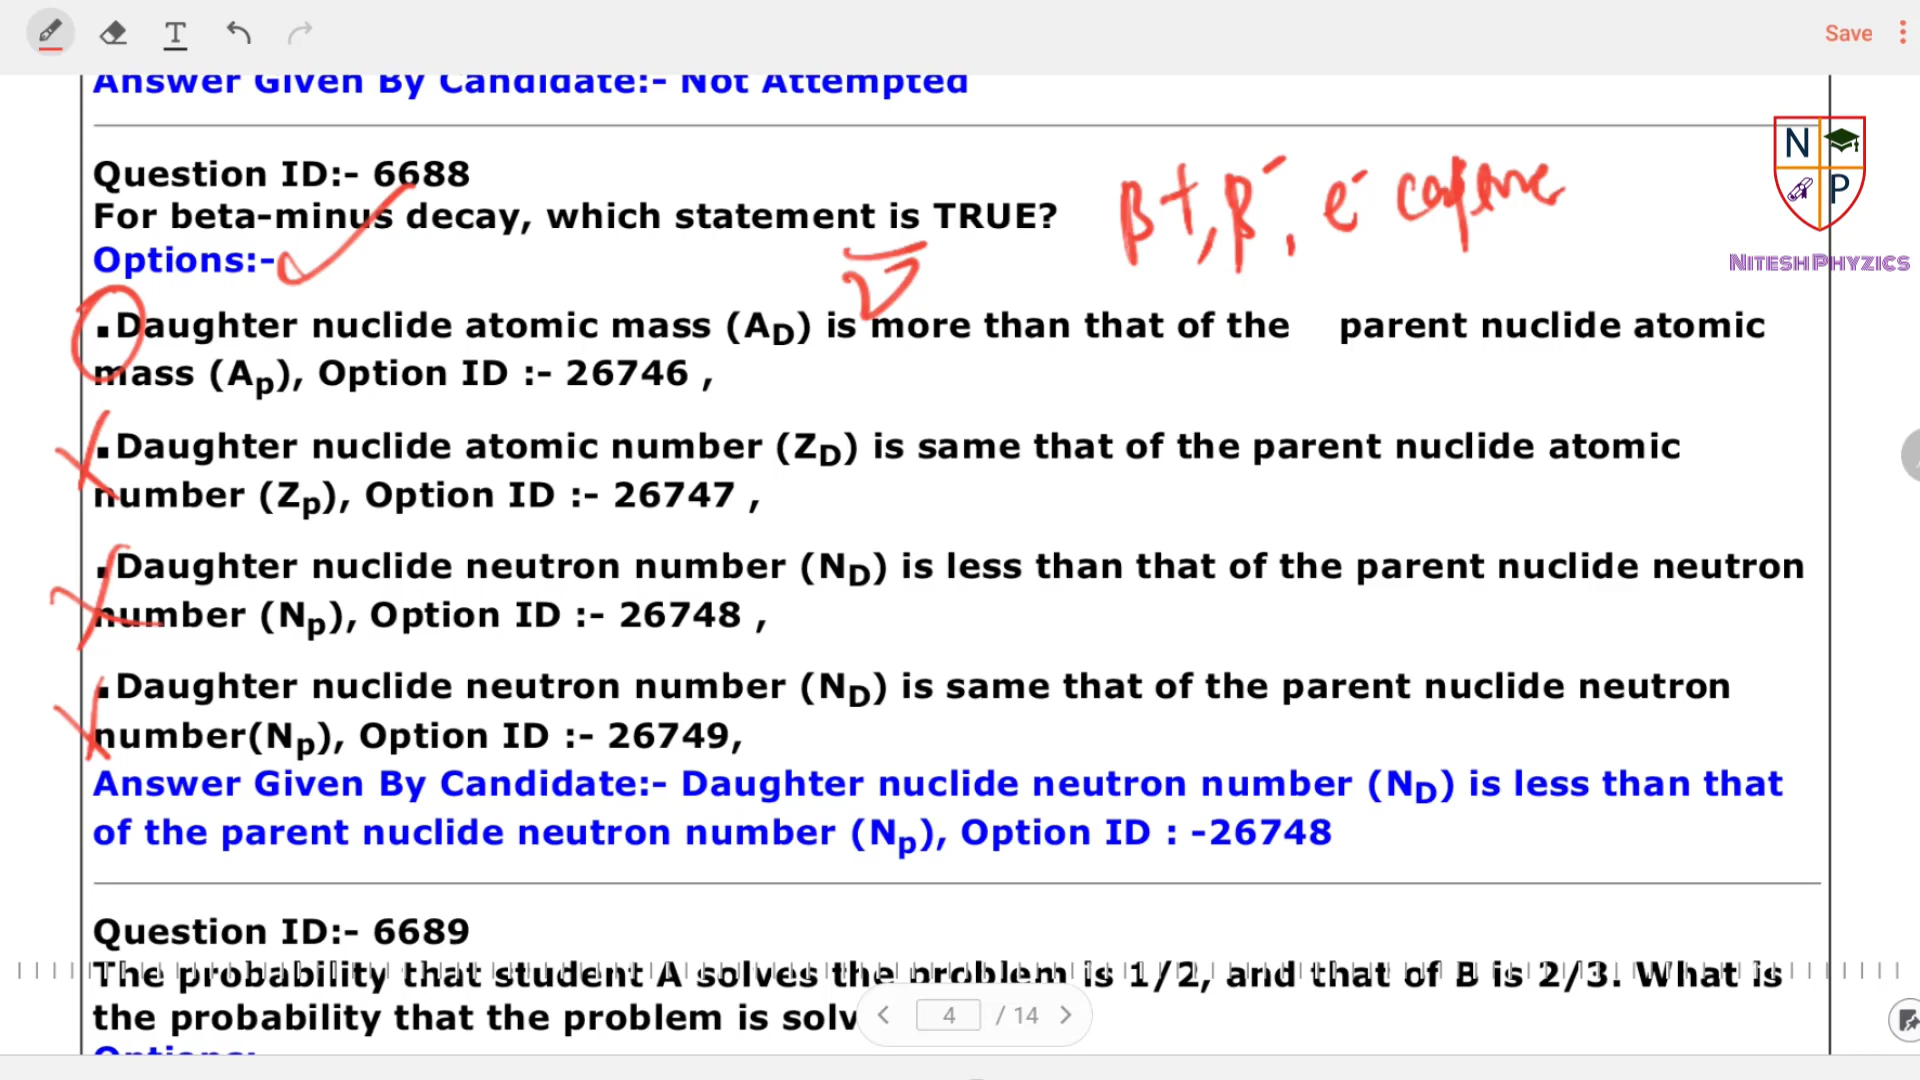 T
Save
Answer Given By Candidate:- Not Attempted
N
P
NITESHPHYZICS
Question ID:- 6688
For beta-minus decay, which statement is TRUE?
β+, β-, e- capture
Options:-
▪Daughter nuclide atomic mass (AD) is more than that of the parent nuclide atomic
mass (Ap), Option ID :- 26746 ,
▪Daughter nuclide atomic number (ZD) is same that of the parent nuclide atomic
number (Zp), Option ID :- 26747 ,
▪Daughter nuclide neutron number (ND) is less than that of the parent nuclide neutron
number (Np), Option ID :- 26748 ,
▪Daughter nuclide neutron number (ND) is same that of the parent nuclide neutron
number(Np), Option ID :- 26749,
Answer Given By Candidate:- Daughter nuclide neutron number (ND) is less than that
of the parent nuclide neutron number (Np), Option ID : -26748
Question ID:- 6689
The probability that student A solves the problem is 1/2, and that of B is 2/3. What is
the probability that the problem is solv
4 / 14
Options:-